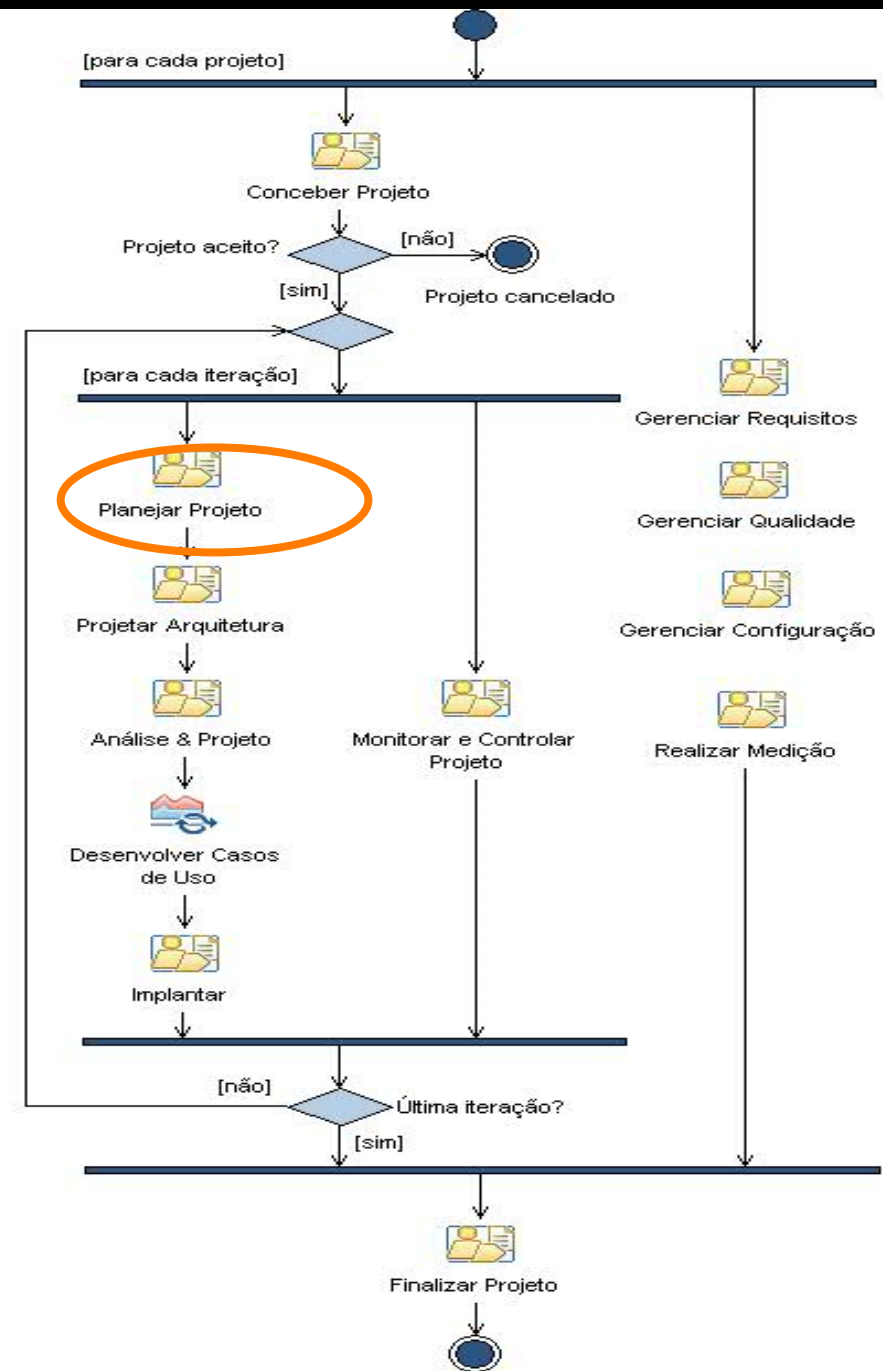 [para cada projeto]
Conceber Projeto
Projeto aceito?
[não]
[sim]
Projeto cancelado
[para cada iteração]
Gerenciar Requisitos
Planejar Projeto
Gerenciar Qualidade
Projetar Arquitetura
Gerenciar Configuração
Análise & Projeto
Monitorar e Controlar
Projeto
Realizar Medição
Desenvolver Casos
de Uso
Implantar
[não]
Última iteração?
[sim]
Finalizar Projeto